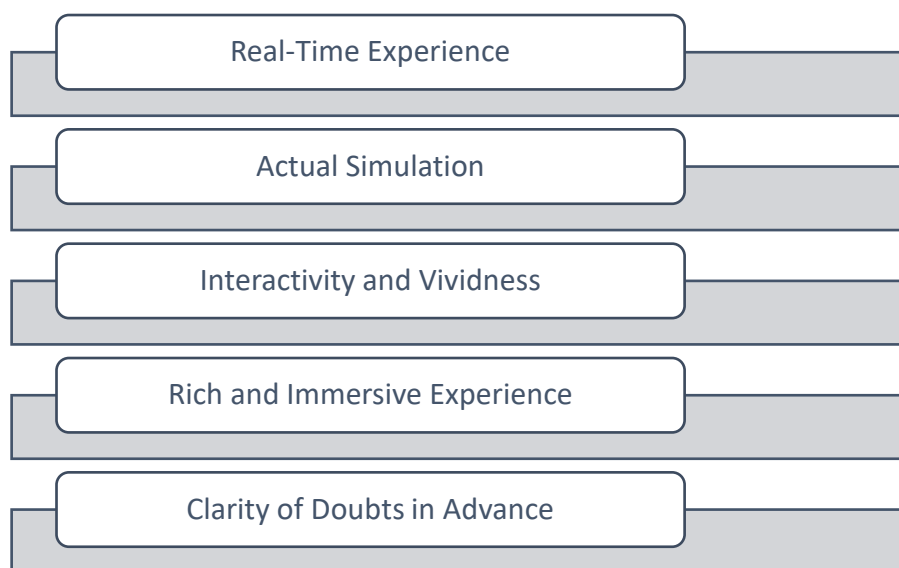 Real-Time Experience
Actual Simulation
Interactivity and Vividness
Rich and Immersive Experience
Clarity of Doubts in Advance